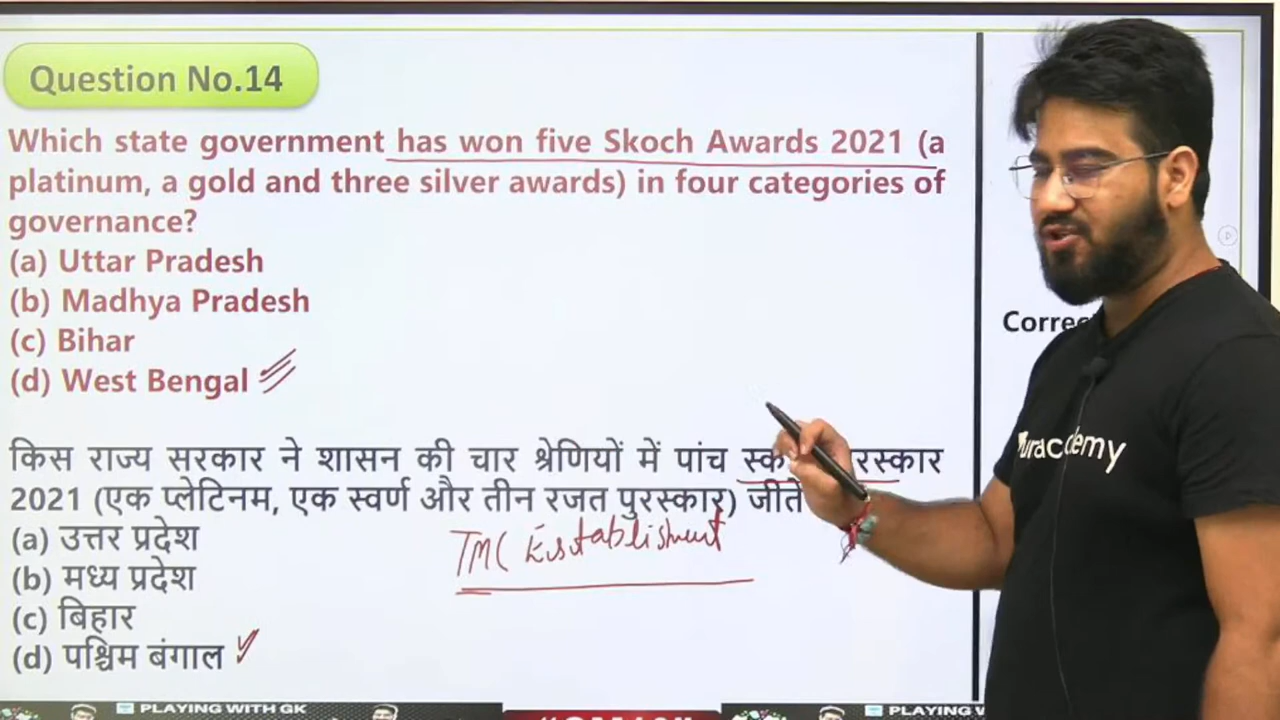 Question No.14
Which state government has won five Skoch Awards 2021 (a
platinum, a gold and three silver awards) in four categories of
governance?
(a) Uttar Pradesh
(b) Madhya Pradesh
(c) Bihar
(d) West Bengal
किस राज्य सरकार ने शासन की चार श्रेणियों में पांच
2021 (एक प्लेटिनम, एक स्वर्ण और तीन रजत पुरस्कार) जीते
TMC Establishment
(a) उत्तर प्रदेश
(b) मध्य प्रदेश
(c) बिहार
(d) पश्चिम बंगाल
Correc
PLAYING WITH GK
PLAYING W